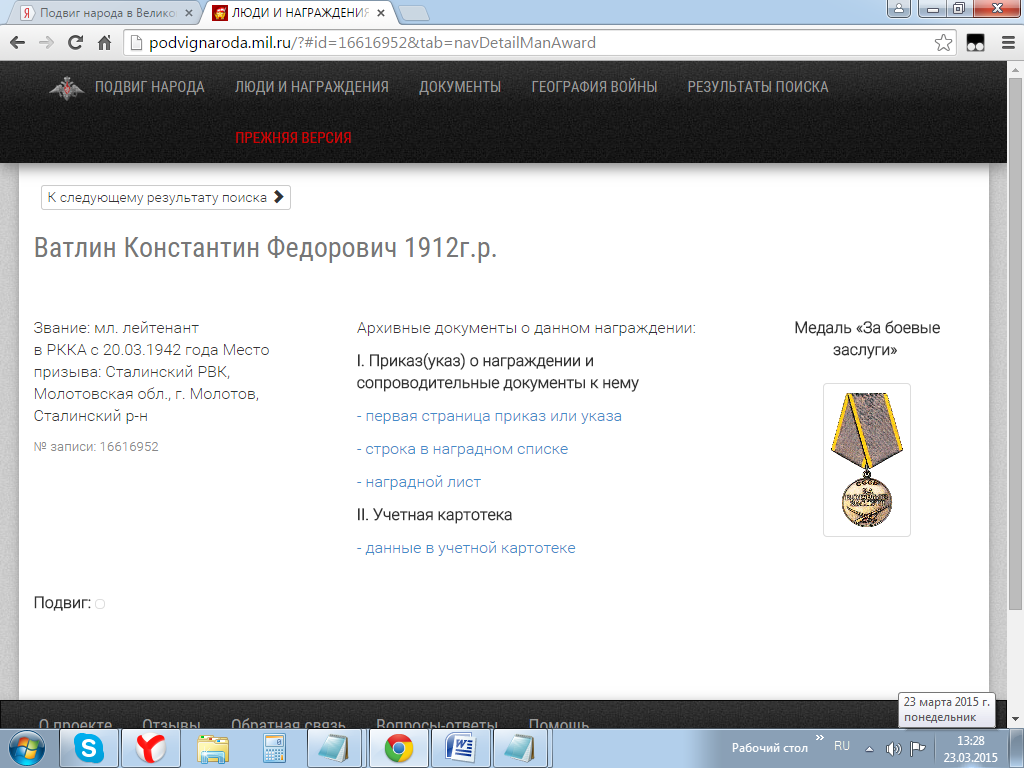 Подвиг народа в Велико
ЛЮДИ И НАГРАЖДЕНИЯ
podvignaroda.mil.ru/?#id=16616952&tab=navDetailManAward
ПОДВИГ НАРОДА ЛЮДИ И НАГРАЖДЕНИЯ ДОКУМЕНТЫ ГЕОГРАФИЯ ВОЙНЫ РЕЗУЛЬТАТЫ ПОИСКА
ПРЕЖНЯЯ ВЕРСИЯ
К следующему результату поиска
Ватлин Константин Федорович 1912г.р.
Звание: мл. лейтенант
в РККА с 20.03.1942 года Место
призыва: Сталинский РВК,
Молотовская обл., г. Молотов,
Сталинский р-н
№ записи: 16616952
Архивные документы о данном награждении:
I. Приказ(указ) о награждении и
сопроводительные документы к нему
- первая страница приказ или указа
- строка в наградном списке
- наградной лист
II. Учетная картотека
- данные в учетной картотеке
Медаль «За боевые
заслуги»
Подвиг:
О проекте Отзывы Обратная связь Вопросы-ответы Помощь
23 марта 2015 г.
понедельник
Рабочий стол
RU
13:28
23.03.2015